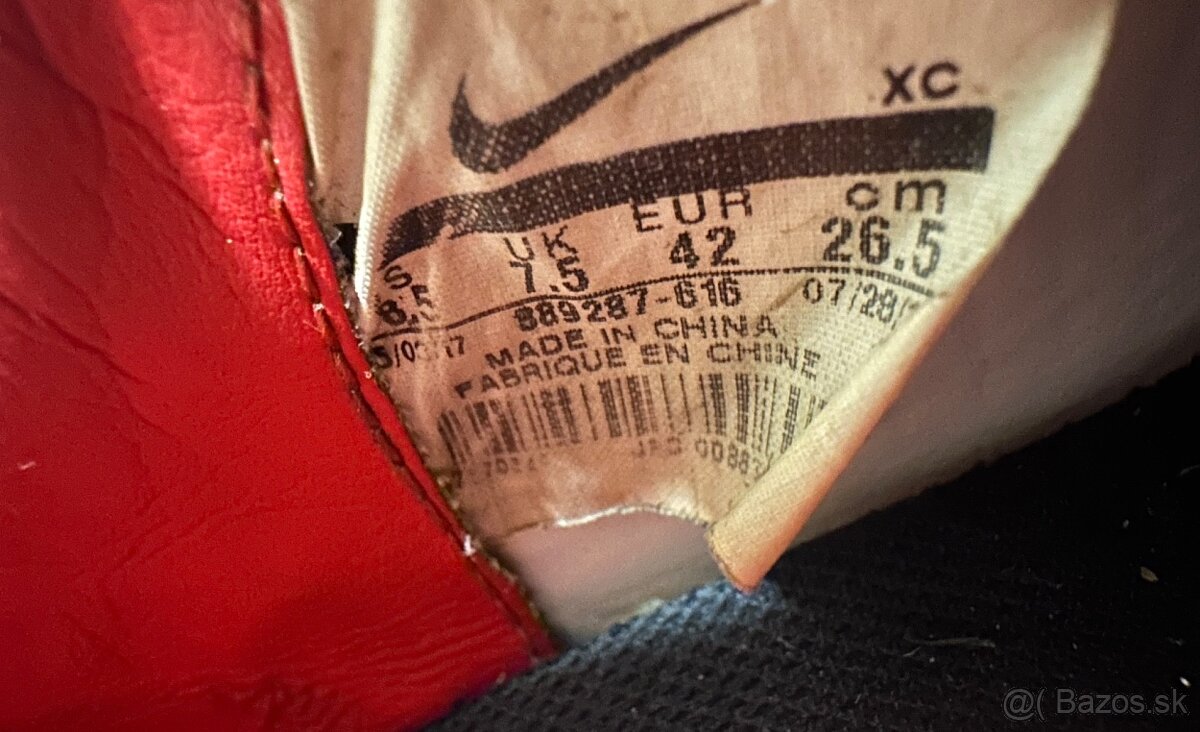 XC
UK EUR cm
8.5 7.5 42 26.5
889287-616 07/28/
MADE IN CHINA
FABRIQUE EN CHINE
00887
@( Bazos.sk